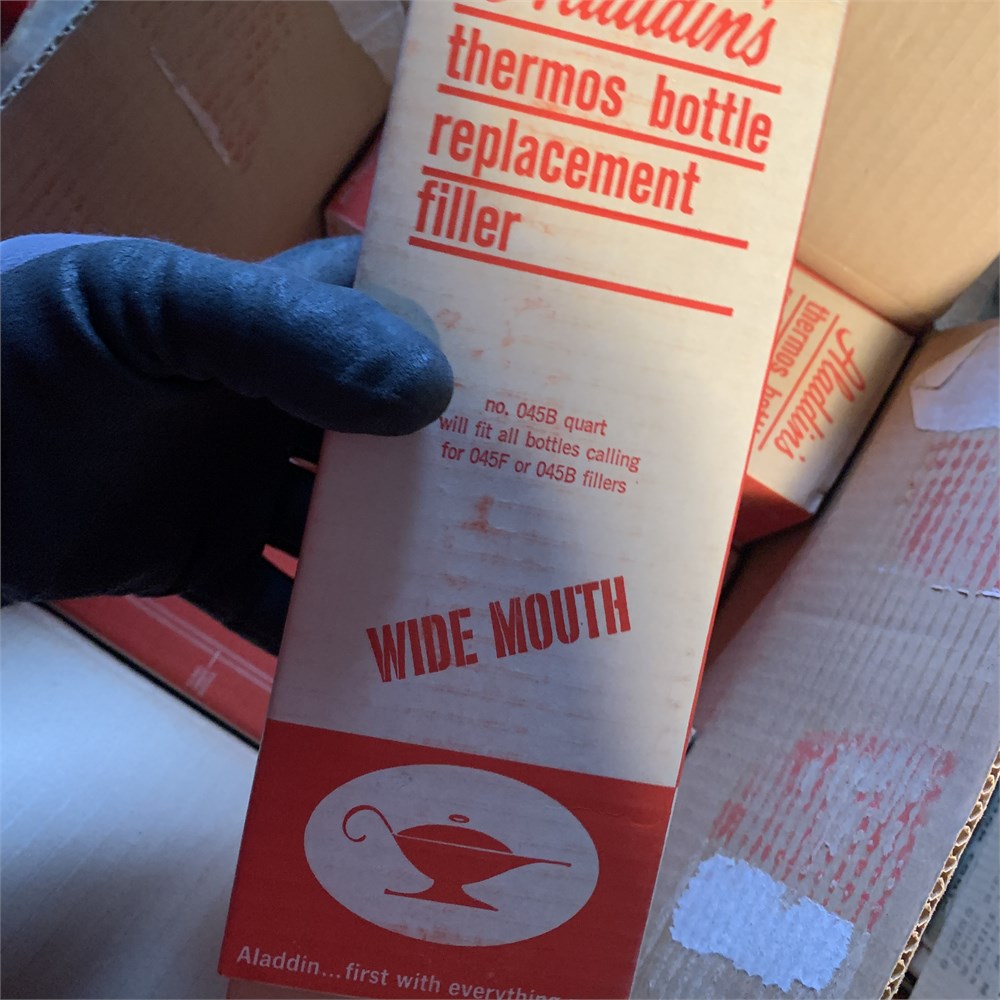 Aladdin's
thermos bottle
replacement
filler
no. 045B quart
will fit all bottles calling
for 045F or 045B fillers
WIDE MOUTH
Aladdin...first with everything
Aladdin's
thermos